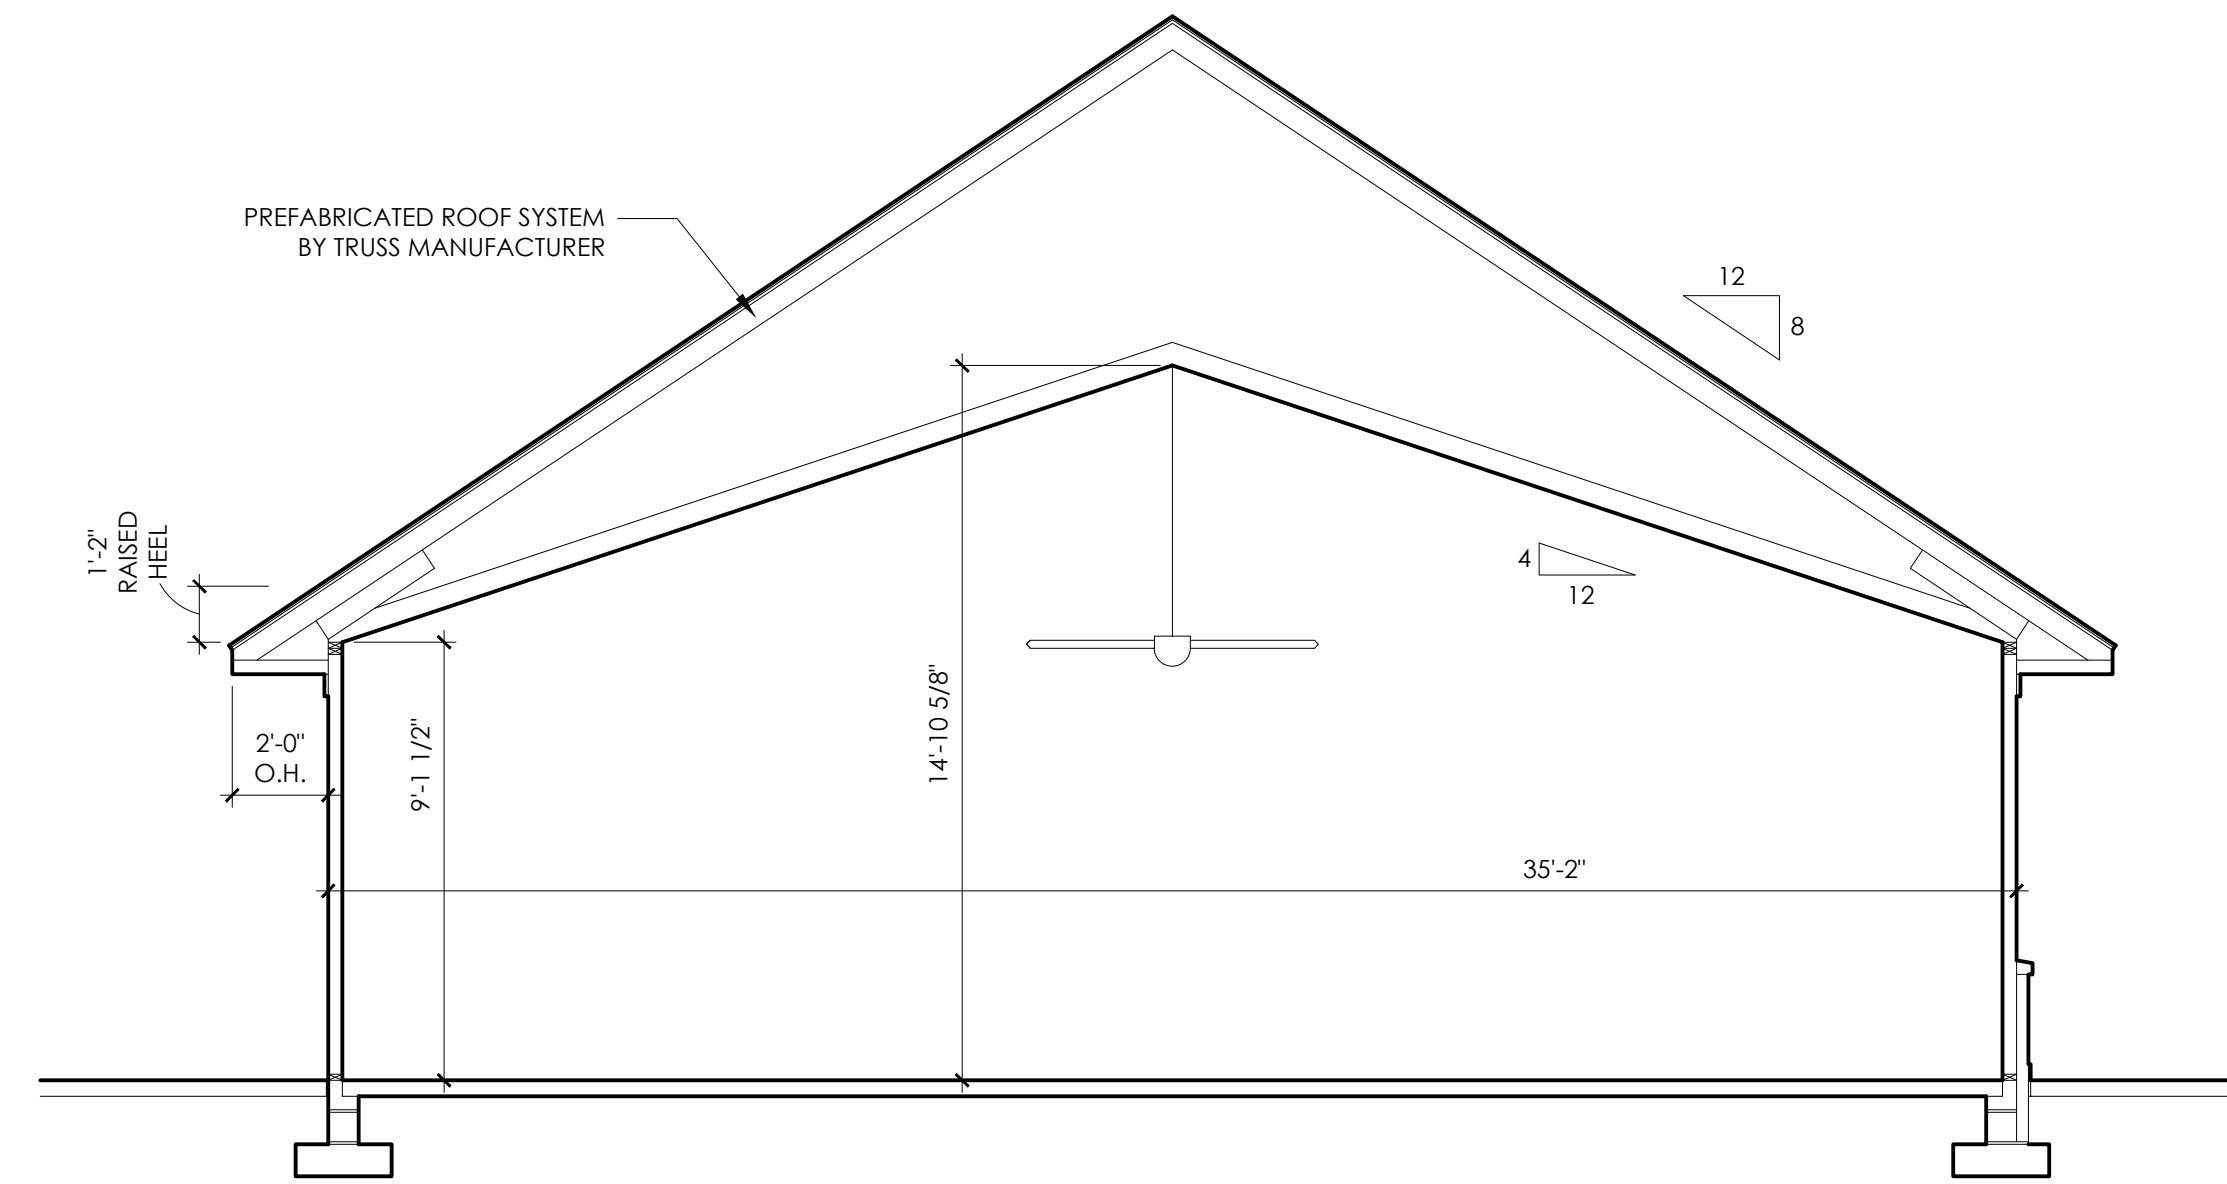 PREFABRICATED ROOF SYSTEM
BY TRUSS MANUFACTURER
12
8
1'-2"
RAISED
HEEL
4
12
2'-0"
O.H.
9'-1 1/2"
14'-10 5/8"
35'-2"